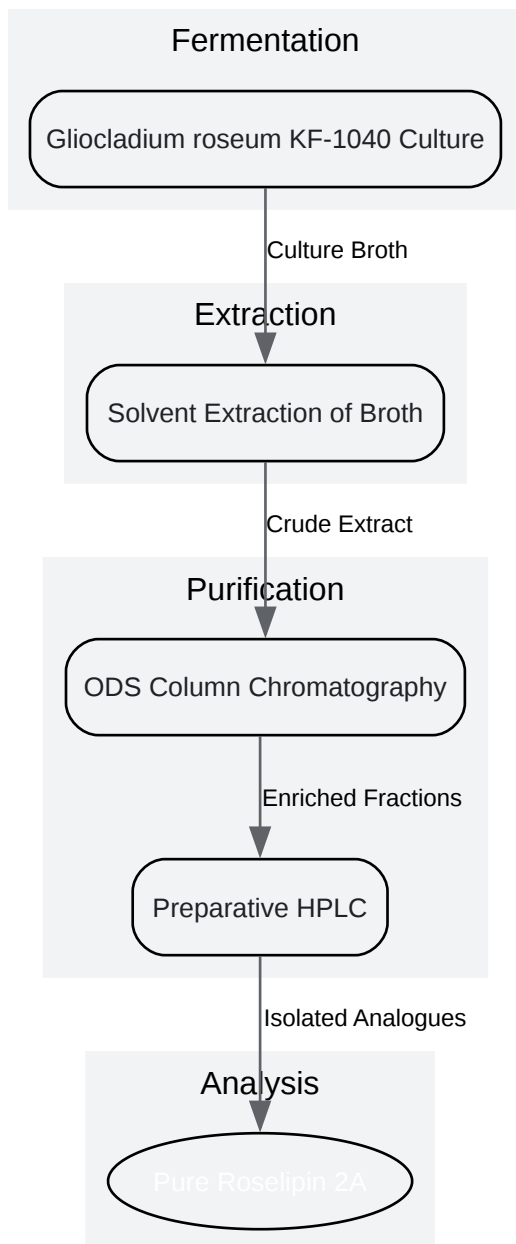 Fermentation
Gliocladium roseum KF-1040 Culture
Culture Broth
Extraction
Solvent Extraction of Broth
Crude Extract
Purification
ODS Column Chromatography
Enriched Fractions
Preparative HPLC
Isolated Analogues
Analysis
Pure Roselipin 2A